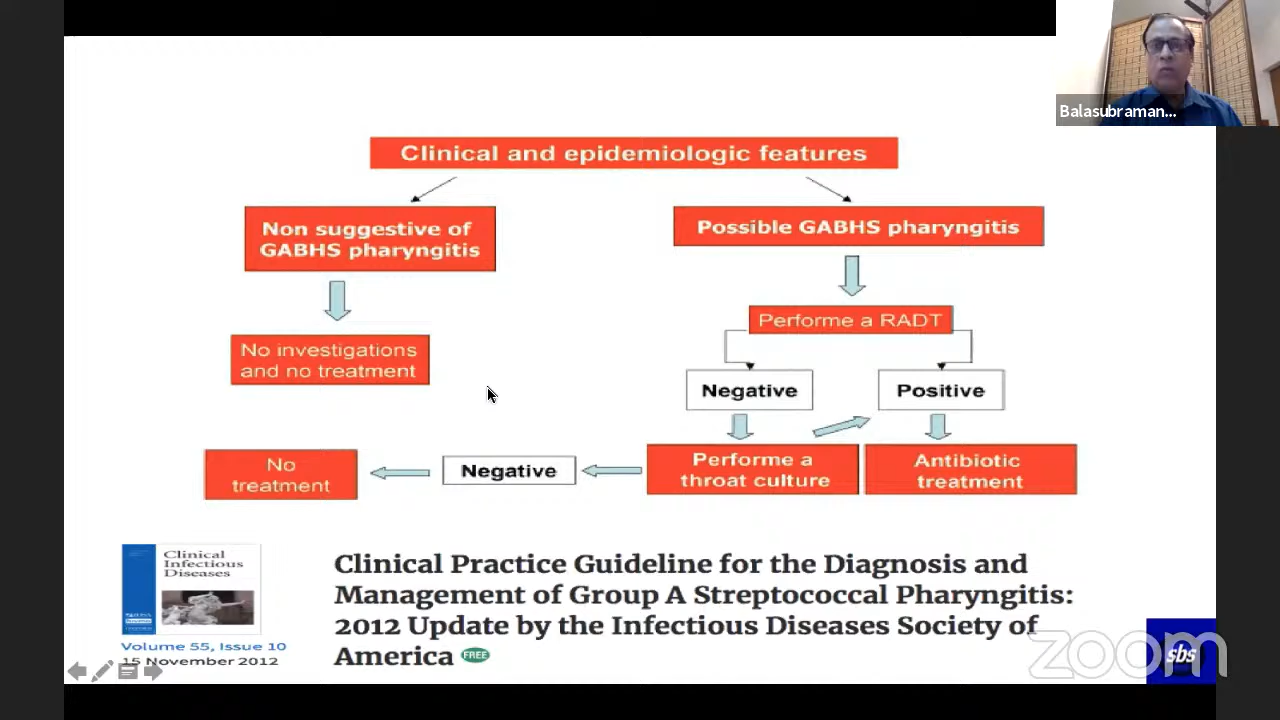 Balasubraman...
Clinical and epidemiologic features
Non suggestive of
GABHS pharyngitis
Possible GABHS pharyngitis
Performe a RADT
No investigations
and no treatment
Negative
Positive
Performe a
throat culture
Antibiotic
treatment
Negative
No
treatment
Clinical
Infectious
Diseases
Volume 55, Issue 10
15 November 2012
Clinical Practice Guideline for the Diagnosis and
Management of Group A Streptococcal Pharyngitis:
2012 Update by the Infectious Diseases Society of
America FREE
zoom
sbs